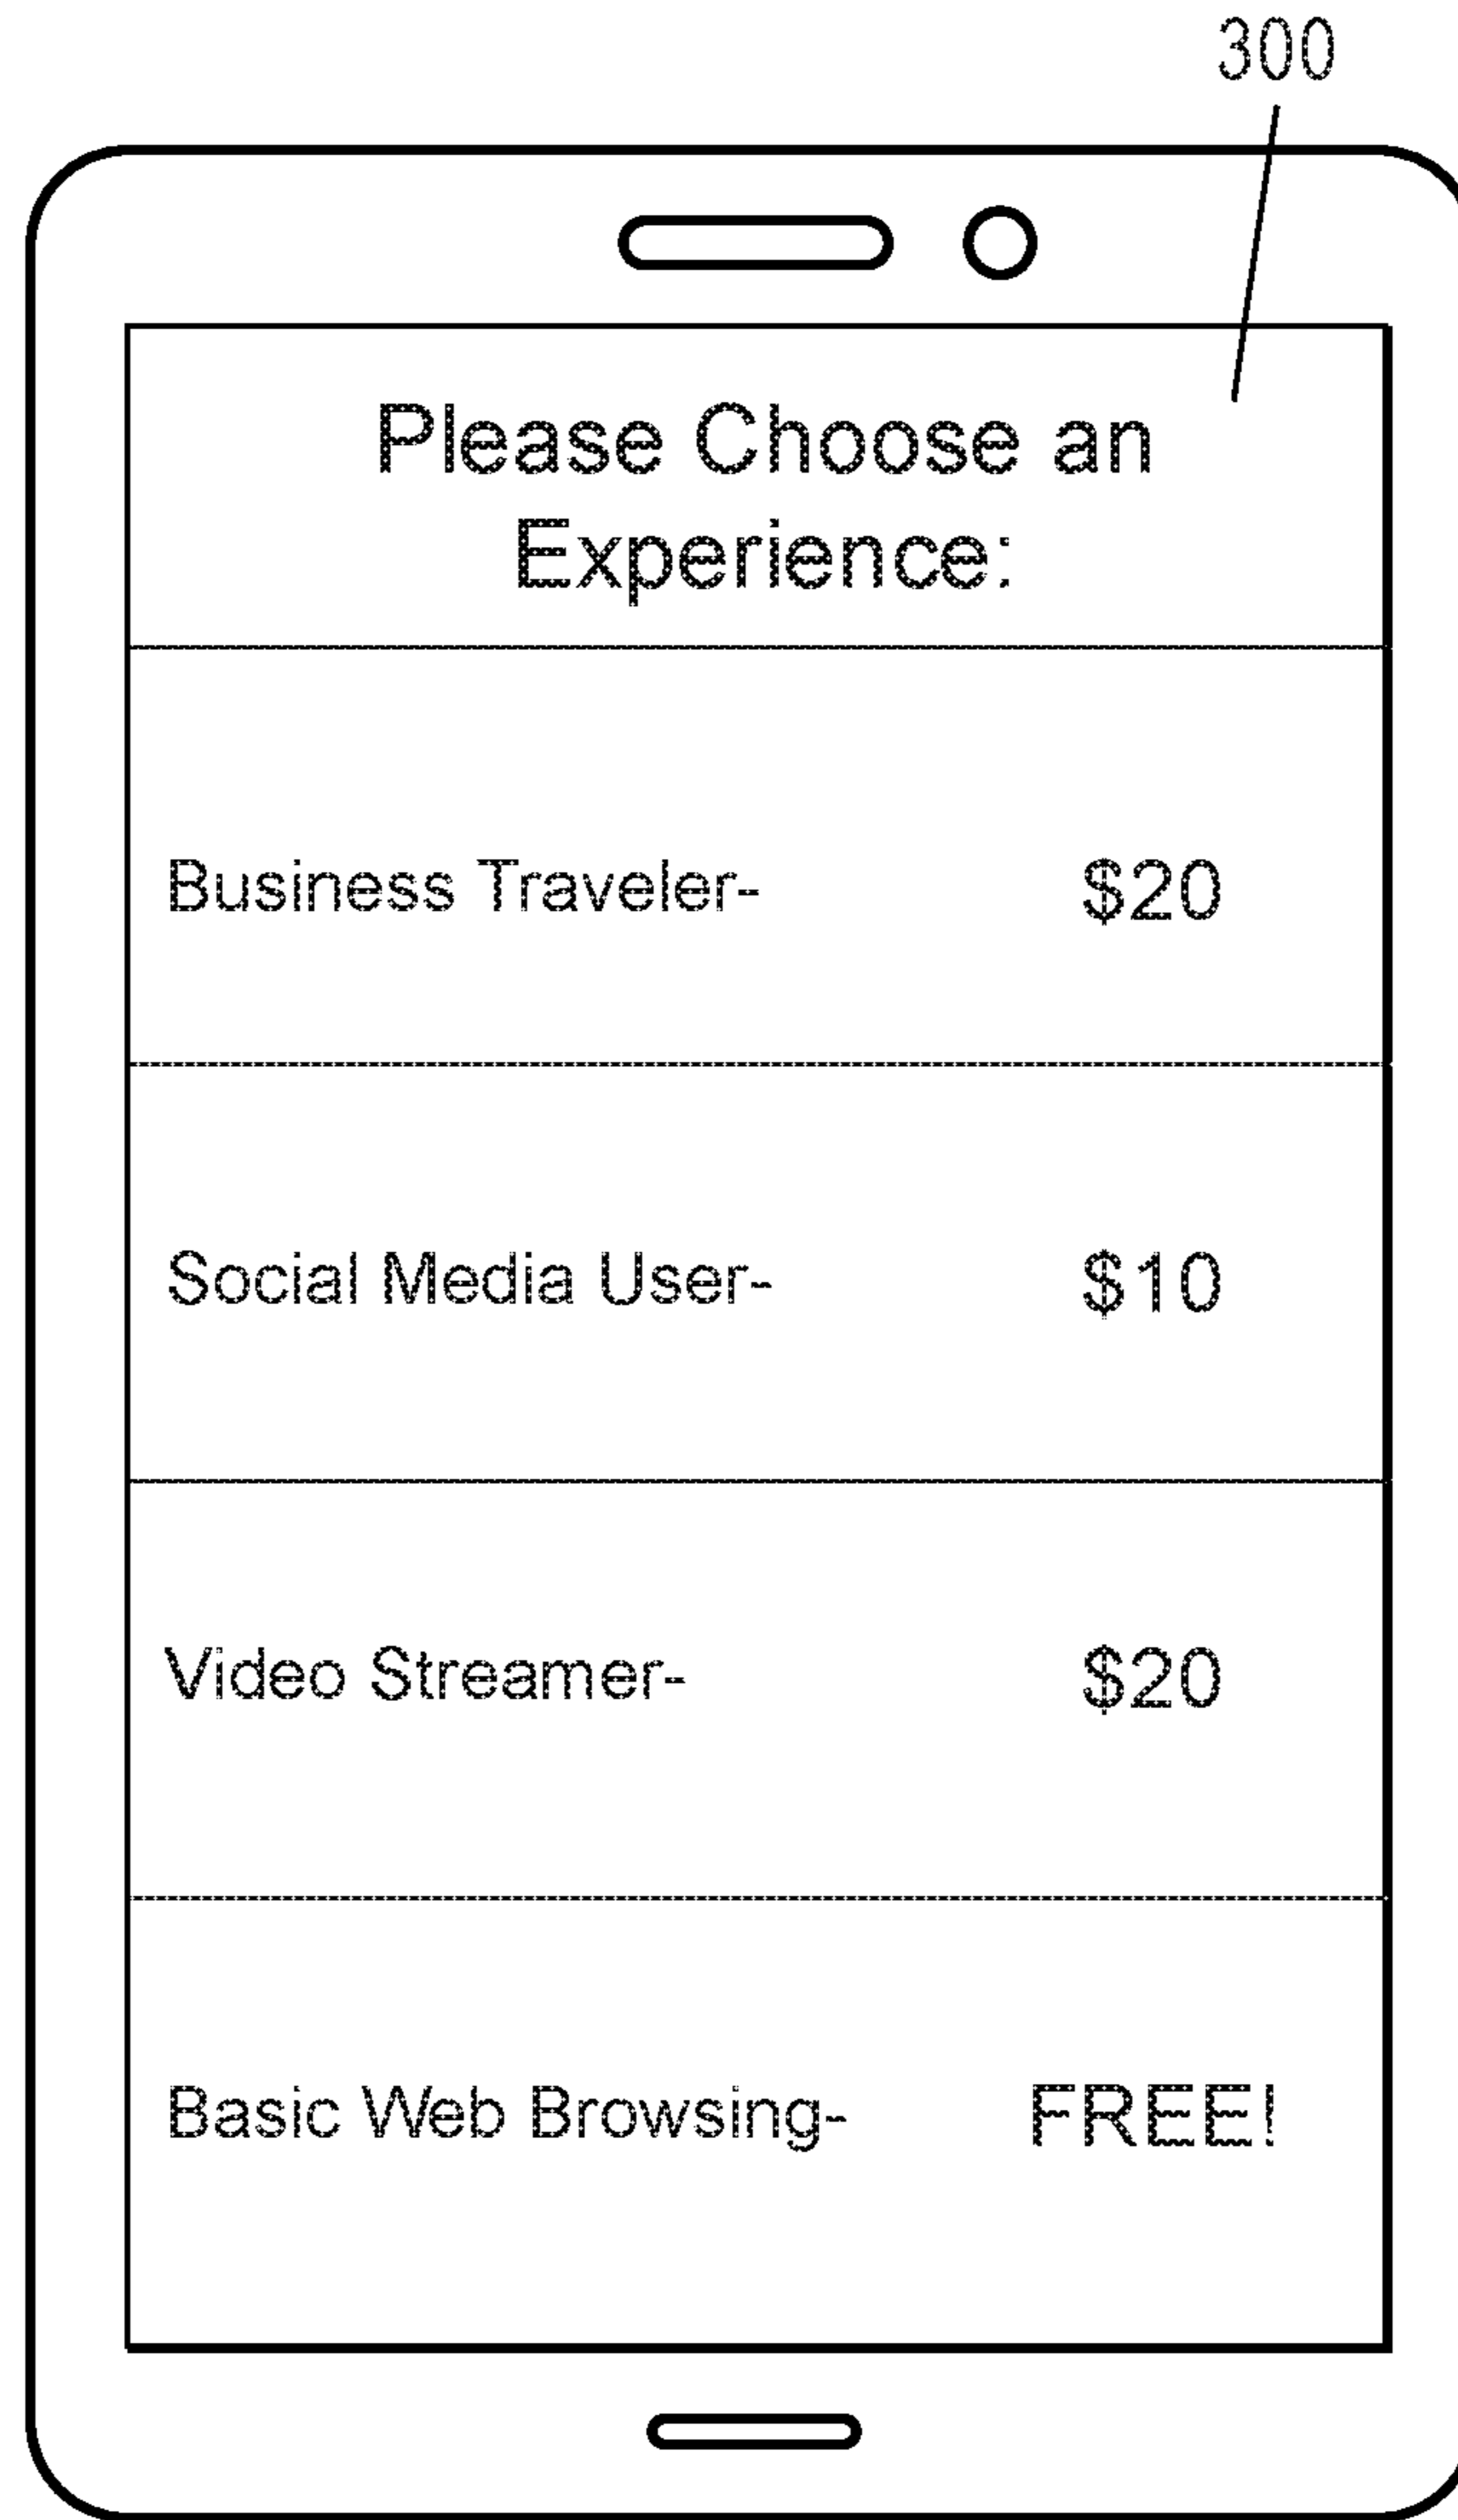 300
Please Choose an
Experience:
Business Traveler- $20
Social Media User- $10
Video Streamer- $20
Basic Web Browsing- FREE!